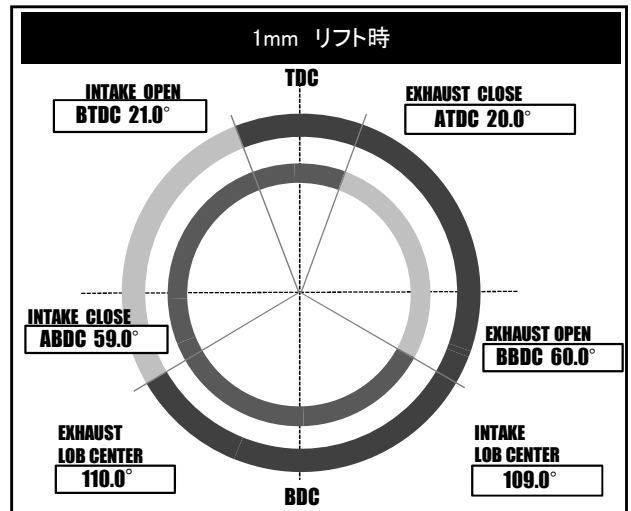 1mm リフト時
TDC
INTAKE OPEN
BTDC 21.0°
EXHAUST CLOSE
ATDC 20.0°
INTAKE CLOSE
ABDC 59.0°
EXHAUST OPEN
BBDC 60.0°
EXHAUST
LOB CENTER
110.0°
INTAKE
LOB CENTER
109.0°
BDC